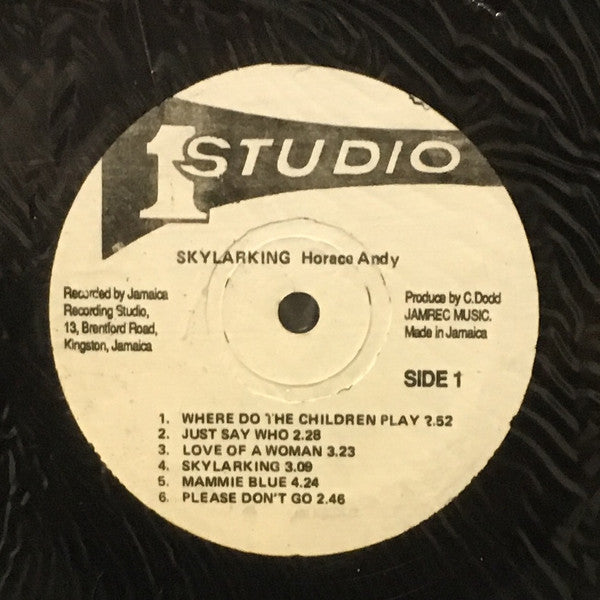 1 STUDIO
SKYLARKING Horace Andy
Recorded by Jamaica
Recording Studio,
13, Brentford Road,
Kingston, Jamaica
Produce by C.Dodd
JAMREC MUSIC.
Made in Jamaica
SIDE 1
1. WHERE DO THE CHILDREN PLAY 2.52
2. JUST SAY WHO 2.28
3. LOVE OF A WOMAN 3.23
4. SKYLARKING 3.09
5. MAMMIE BLUE 4.24
6. PLEASE DON'T GO 2.46